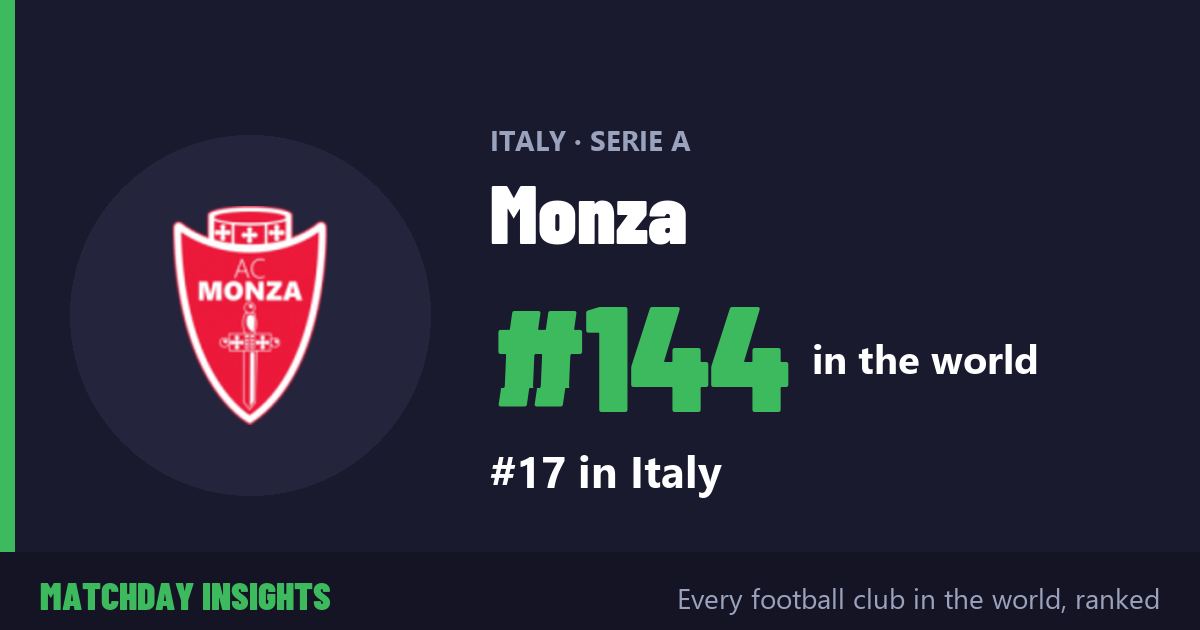 ITALY · SERIE A
Monza
AC
MONZA
#144 in the world
#17 in Italy
MATCHDAY INSIGHTS
Every football club in the world, ranked